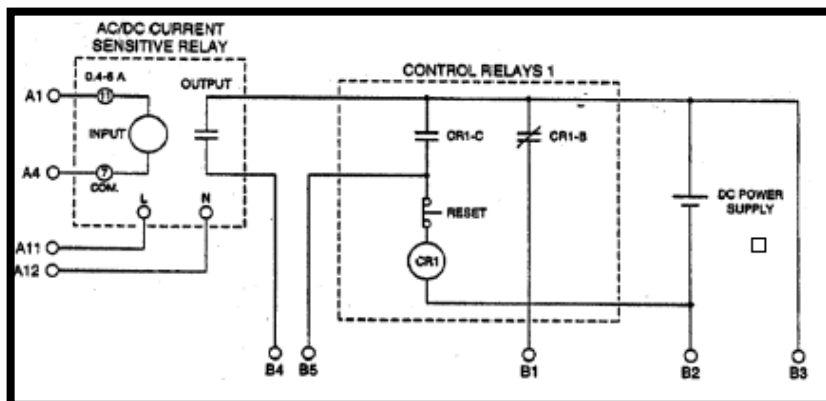 AC/DC CURRENT
SENSITIVE RELAY
0.4-6 A
OUTPUT
CONTROL RELAYS 1
A1
11
INPUT
CR1-C
CR1-B
A4
7
COM.
L
N
RESET
DC POWER
SUPPLY
A11
A12
CR1
B4
B5
B1
B2
B3